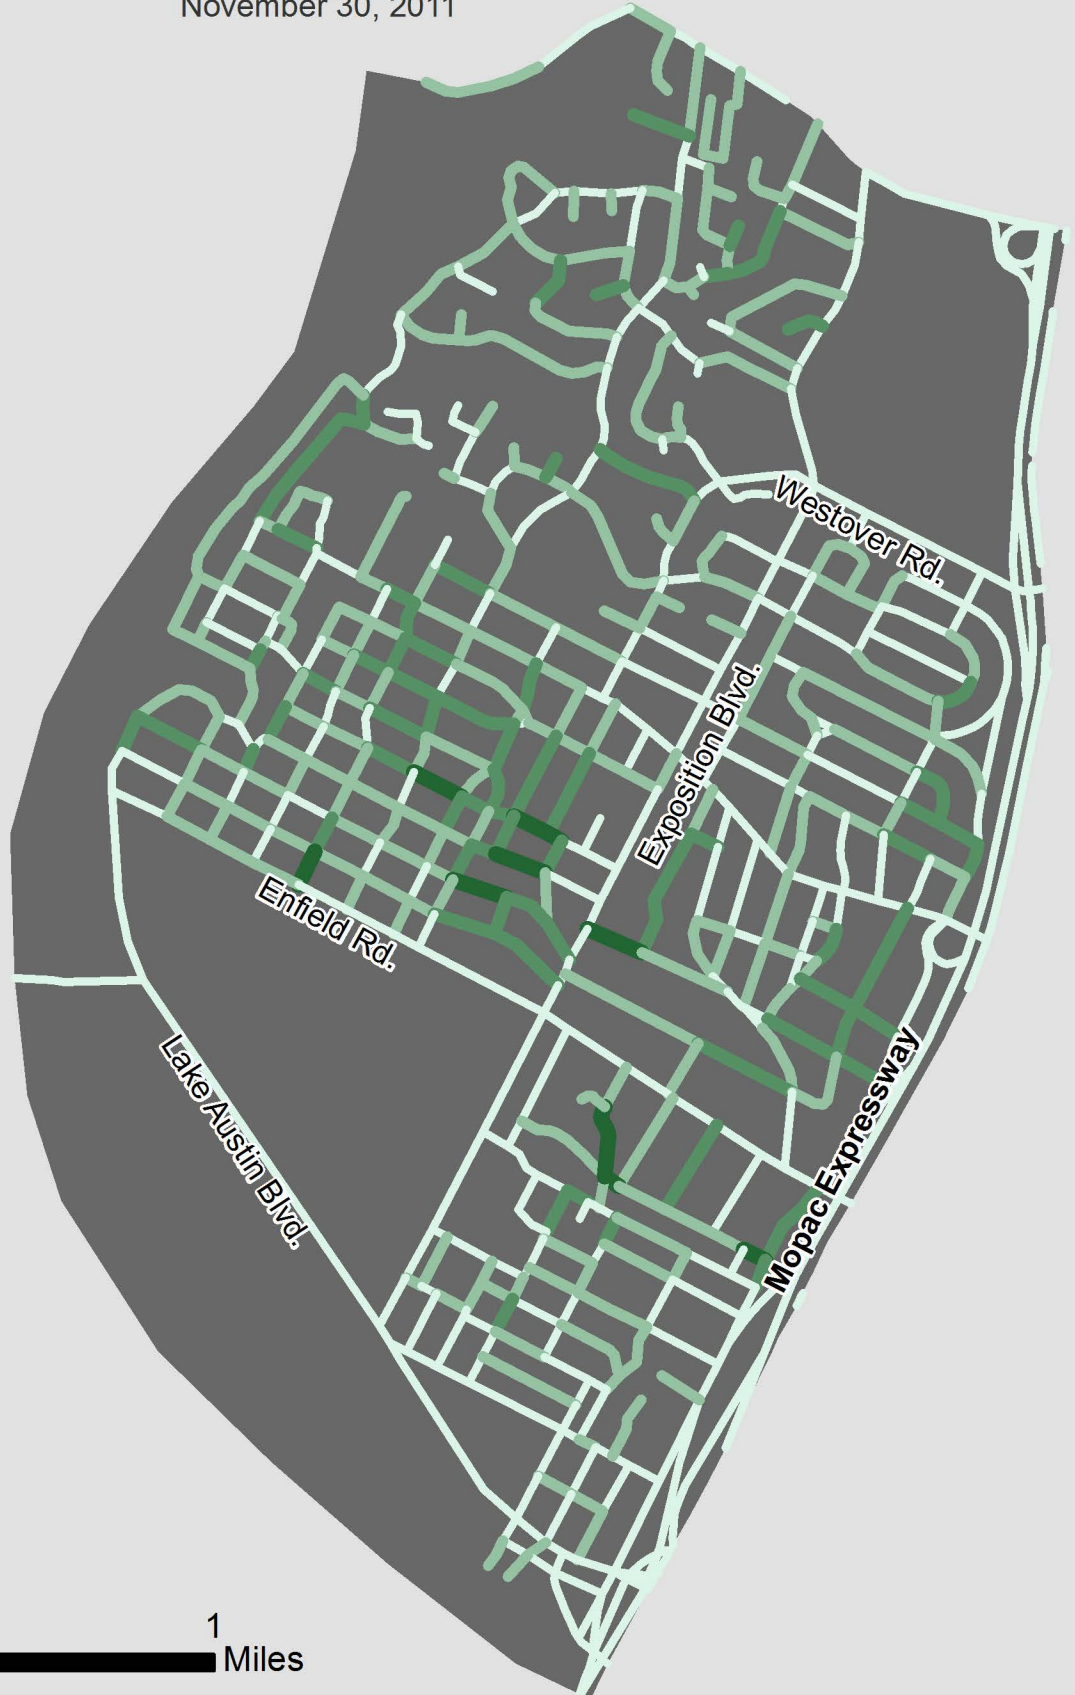 November 30, 2011
Westover Rd.
Exposition Blvd.
Enfield Rd.
Lake Austin Blvd.
Mopac Expressway
1
Miles